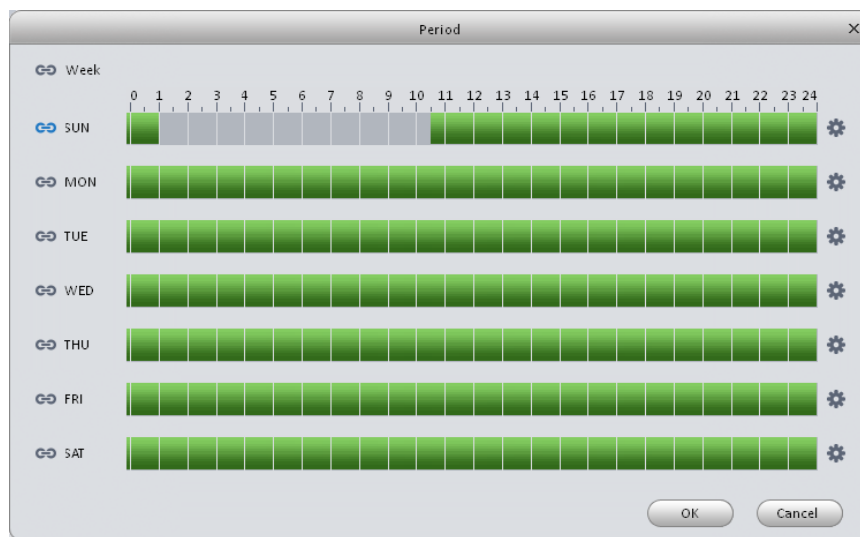 Period
Week
0 1 2 3 4 5 6 7 8 9 10 11 12 13 14 15 16 17 18 19 20 21 22 23 24
SUN
MON
TUE
WED
THU
FRI
SAT
OK Cancel